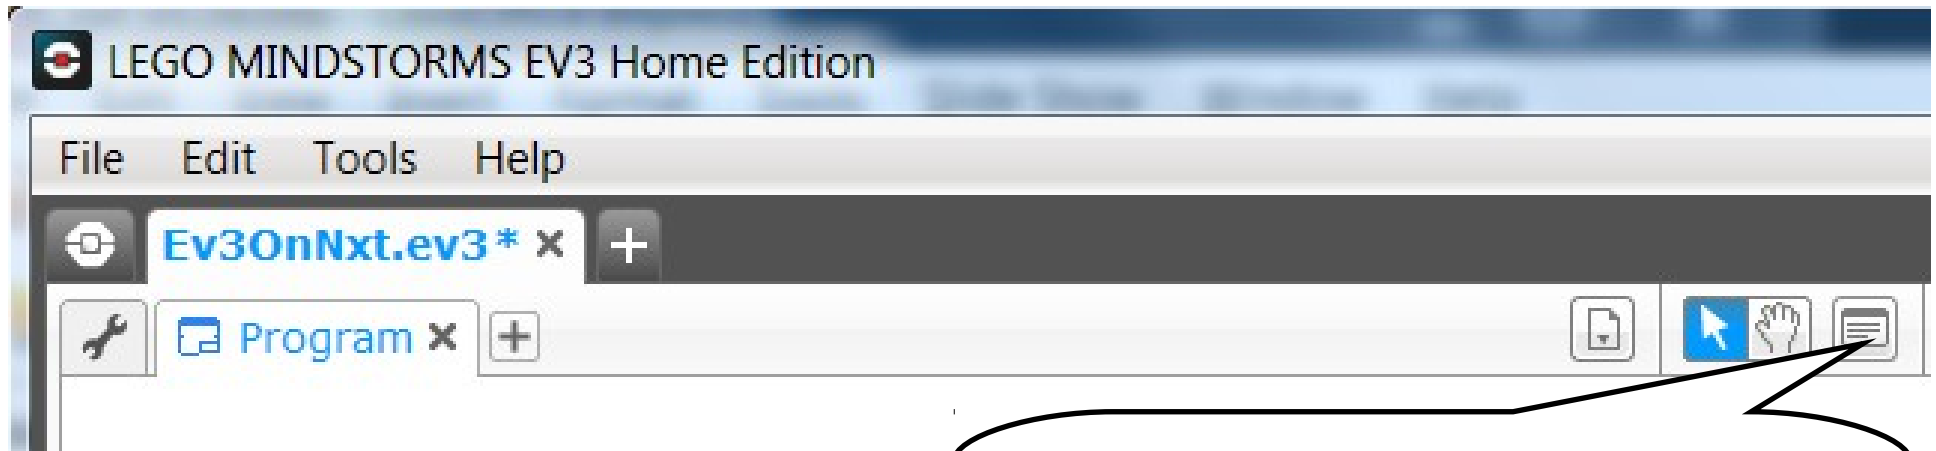 LEGO MINDSTORMS EV3 Home Edition
File Edit Tools Help
Ev3OnNxt.ev3*
Program